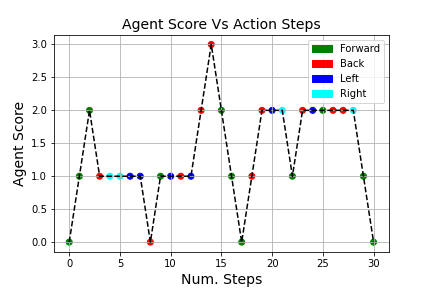 Agent Score Vs Action Steps
Agent Score
3.0
2.5
2.0
1.5
1.0
0.5
0.0
Forward
Back
Left
Right
0 5 10 15 20 25 30
Num. Steps